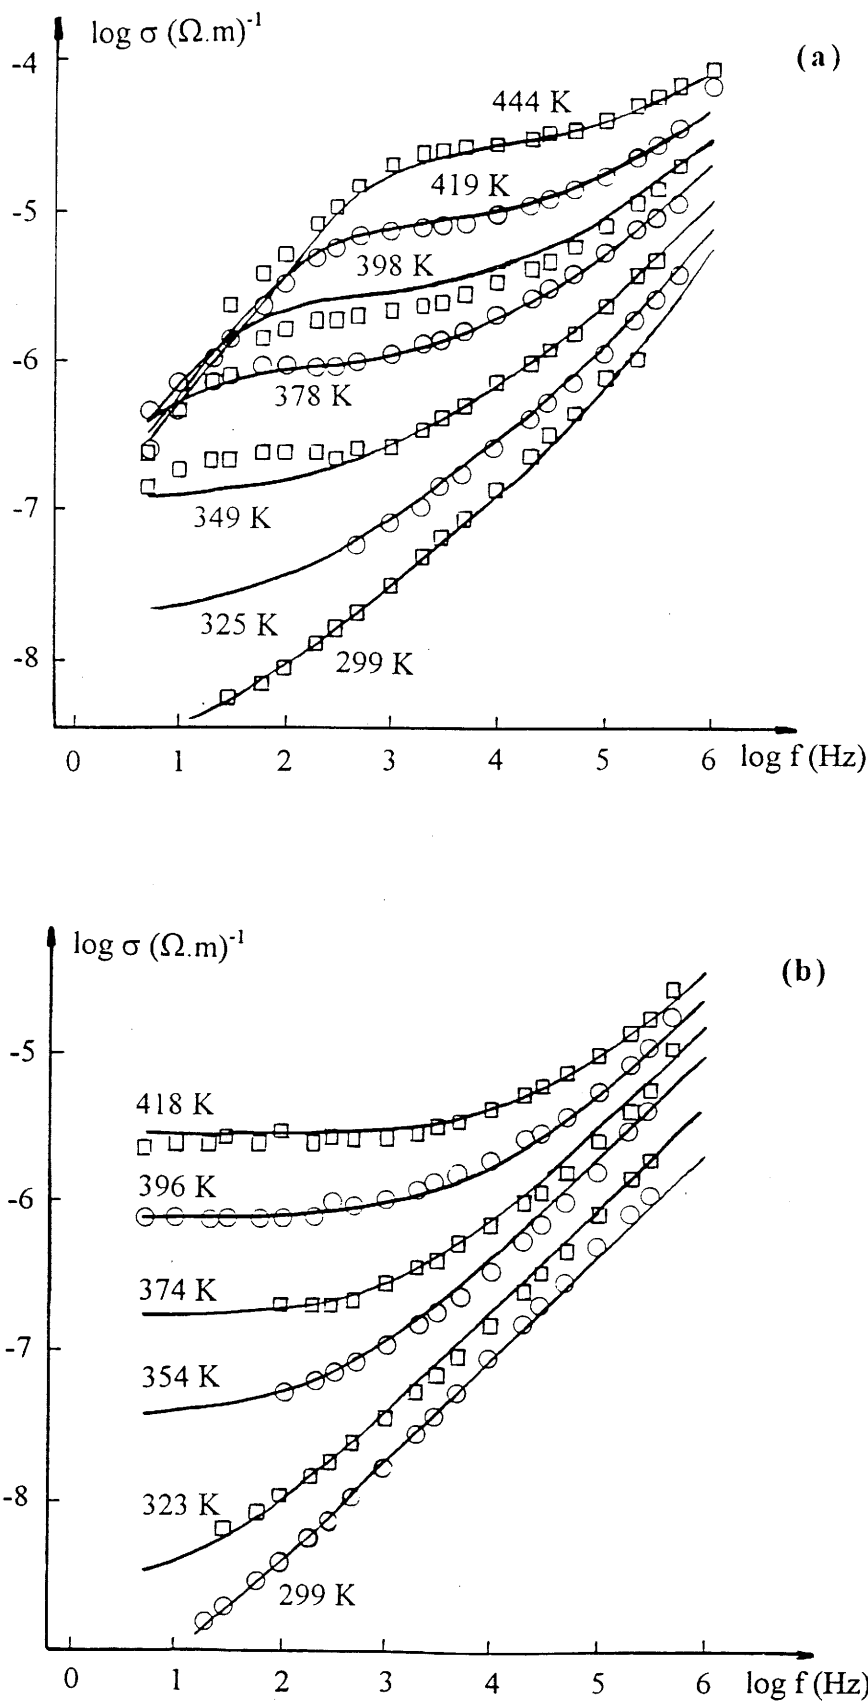 log σ (Ω.m)⁻¹
(a)
-4
444 K
419 K
-5
398 K
-6
378 K
-7
349 K
325 K
-8
299 K
0 1 2 3 4 5 6 log f (Hz)
log σ (Ω.m)⁻¹
(b)
-5
418 K
-6
396 K
374 K
-7
354 K
-8
323 K
299 K
0 1 2 3 4 5 6 log f (Hz)